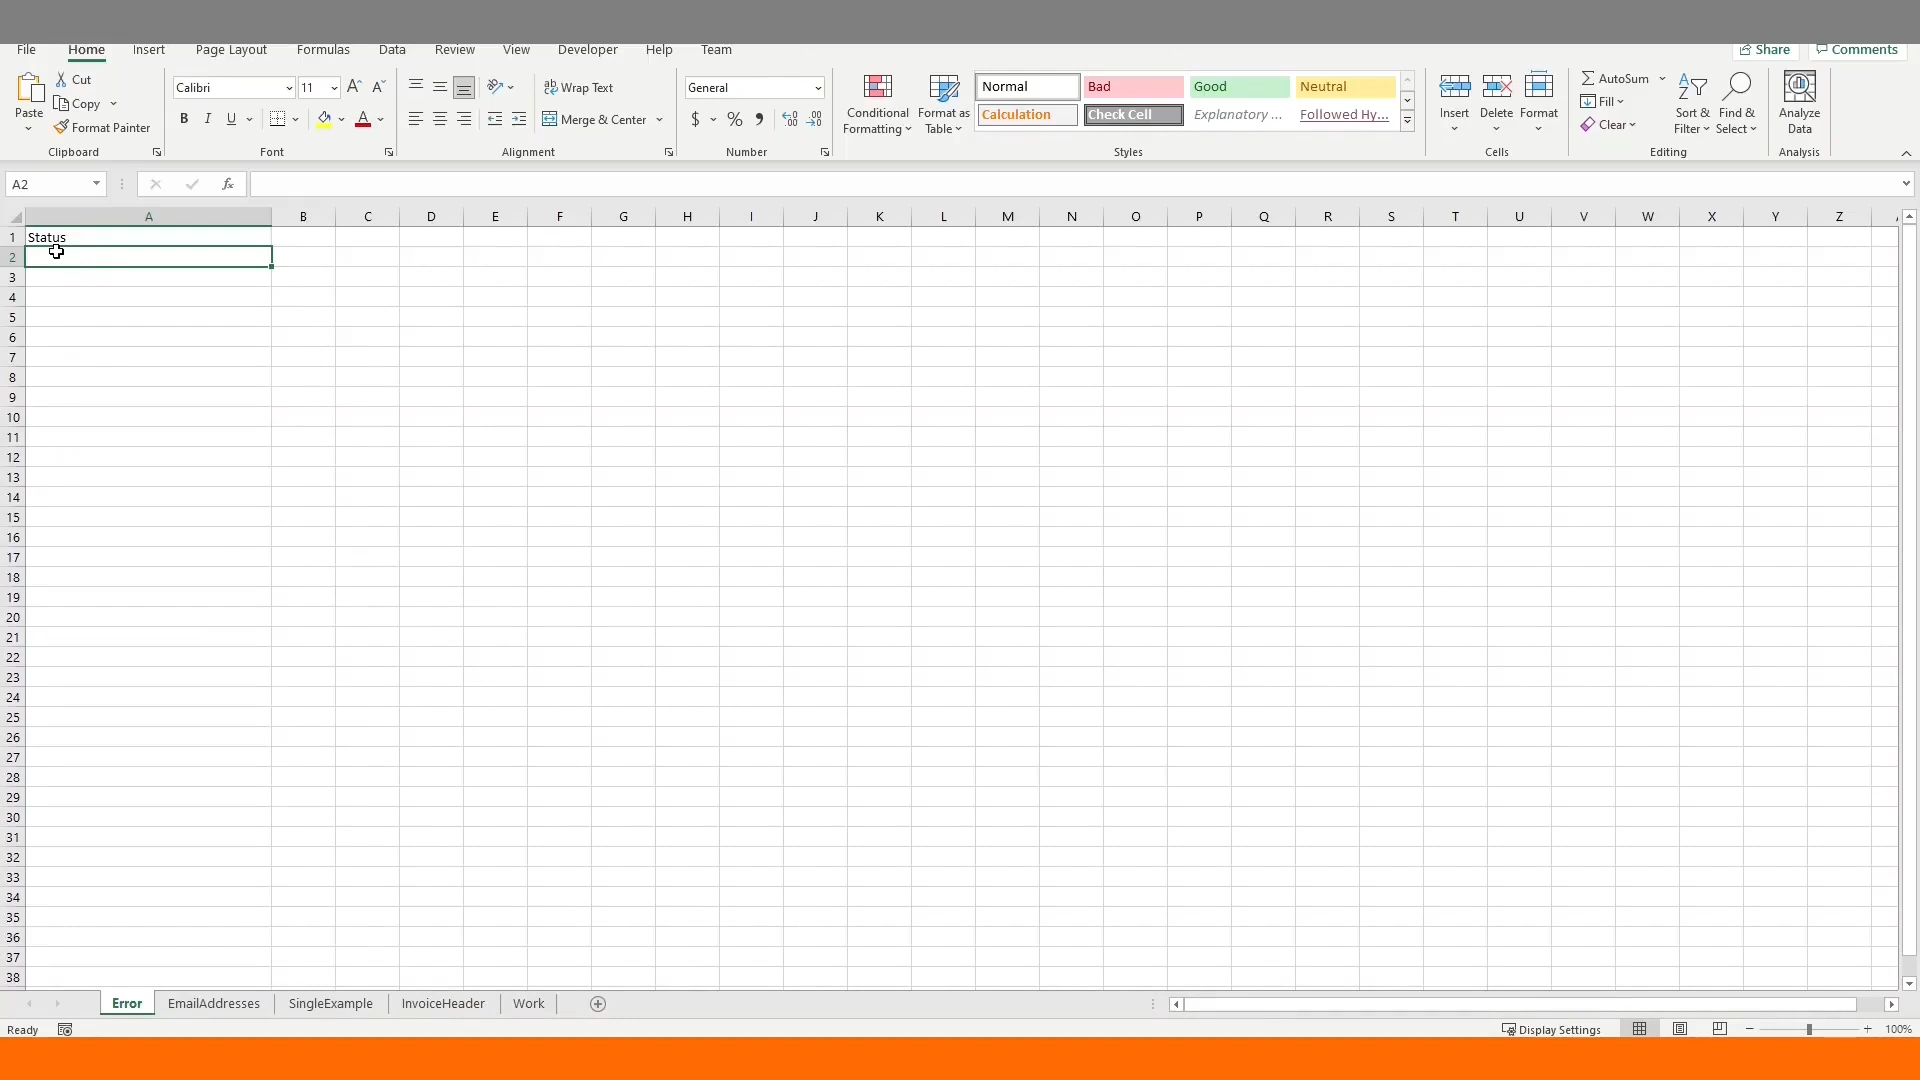 File Home Insert Page Layout Formulas Data Review View Developer Help Team Share Comments
Paste
Cut
Copy
Format Painter
Clipboard
Calibri 11
B I U
Font
Wrap Text
Merge & Center
Alignment
General
$ % 9
Number
Conditional Formatting
Format as Table
Normal Bad Good Neutral
Calculation Check Cell Explanatory ... Followed Hy...
Styles
Insert Delete Format
Cells
AutoSum
Fill
Clear
Sort & Filter
Find & Select
Editing
Analyze Data
Analysis
A2 fx
A B C D E F G H I J K L M N O P Q R S T U V W X Y Z
1 Status
2
3
4
5
6
7
8
9
10
11
12
13
14
15
16
17
18
19
20
21
22
23
24
25
26
27
28
29
30
31
32
33
34
35
36
37
38
Error EmailAddresses SingleExample InvoiceHeader Work
Ready Display Settings 100%